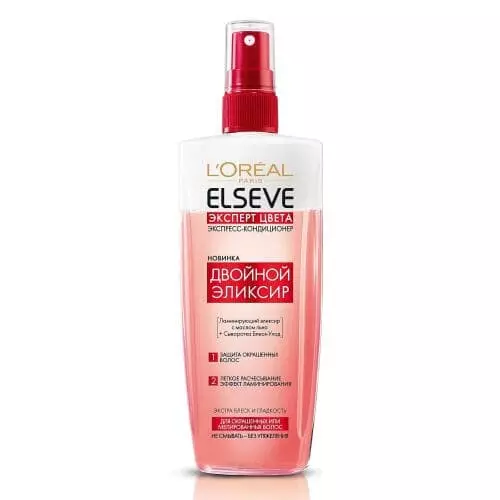 L'ORÉAL
PARIS
ELSEVE
ЭКСПЕРТ ЦВЕТА
ЭКСПРЕСС-КОНДИЦИОНЕР
НОВИНКА
ДВОЙНОЙ
ЭЛИКСИР
Ламинирующий эликсир
с маслом льна
+ Сыворотка Блеск-Уход
1 ЗАЩИТА ОКРАШЕННЫХ
ВОЛОС
2 ЛЕГКОЕ РАСЧЕСЫВАНИЕ
ЭФФЕКТ ЛАМИНИРОВАНИЯ
ЭКСТРА БЛЕСК И ГЛАДКОСТЬ
ДЛЯ ОКРАШЕННЫХ ИЛИ
МЕЛИРОВАННЫХ ВОЛОС
НЕ СМЫВАТЬ – БЕЗ УТЯЖЕЛЕНИЯ